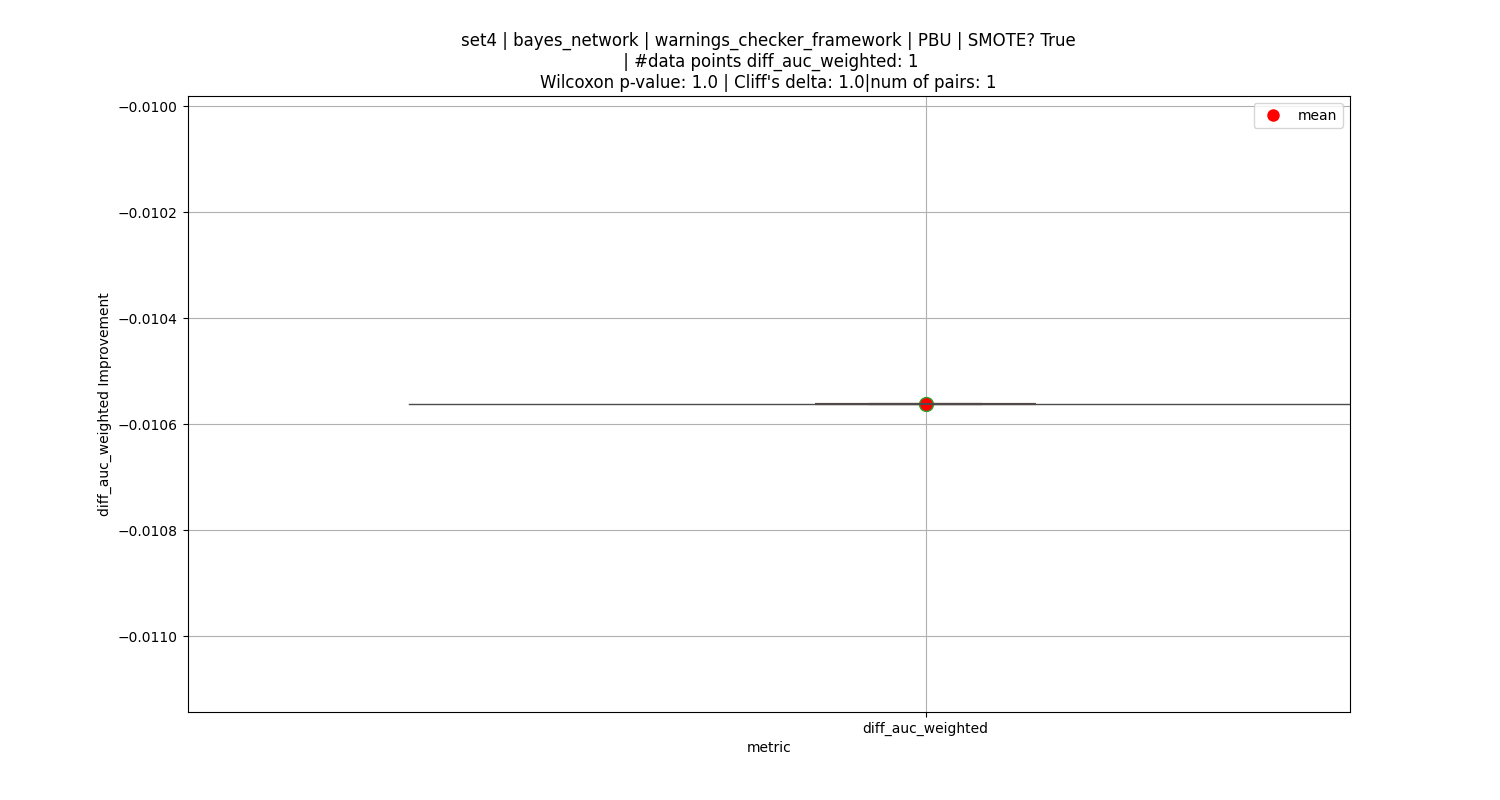 set4 | bayes_network | warnings_checker_framework | PBU | SMOTE? True
| #data points diff_auc_weighted: 1
Wilcoxon p-value: 1.0 | Cliff's delta: 1.0|num of pairs: 1
mean
−0.0100
−0.0102
−0.0104
−0.0106
−0.0108
−0.0110
diff_auc_weighted Improvement
diff_auc_weighted
metric